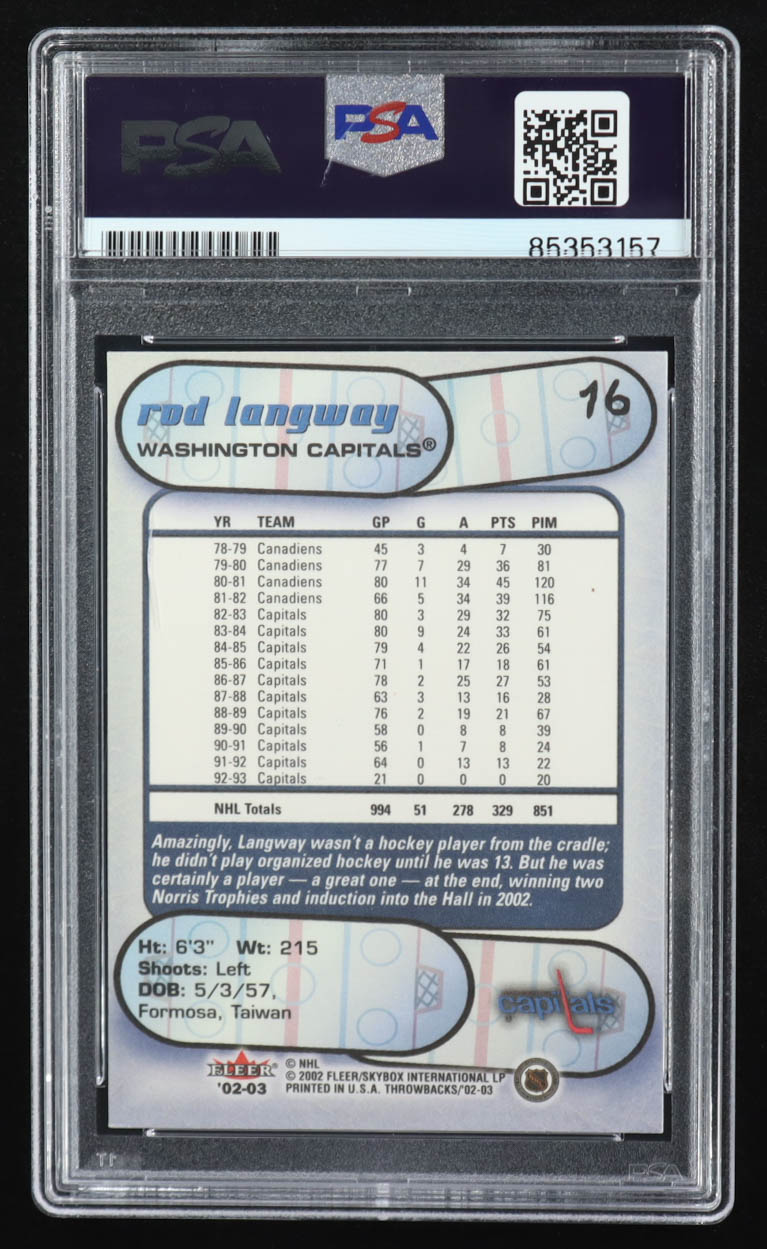 PSA PSA
85353157
rod langway
WASHINGTON CAPITALS®
16
YR TEAM GP G A PTS PIM
78-79 Canadiens 45 3 4 7 30
79-80 Canadiens 77 7 29 36 81
80-81 Canadiens 80 11 34 45 120
81-82 Canadiens 66 5 34 39 116
82-83 Capitals 80 3 29 32 75
83-84 Capitals 80 9 24 33 61
84-85 Capitals 79 4 22 26 54
85-86 Capitals 71 1 17 18 61
86-87 Capitals 78 2 25 27 53
87-88 Capitals 63 3 13 16 28
88-89 Capitals 76 2 19 21 67
89-90 Capitals 58 0 8 8 39
90-91 Capitals 56 1 7 8 24
91-92 Capitals 64 0 13 13 22
92-93 Capitals 21 0 0 0 20
NHL Totals 994 51 278 329 851
Amazingly, Langway wasn't a hockey player from the cradle;
he didn't play organized hockey until he was 13. But he was
certainly a player — a great one — at the end, winning two
Norris Trophies and induction into the Hall in 2002.
Ht: 6'3" Wt: 215
Shoots: Left
DOB: 5/3/57,
Formosa, Taiwan
capitals
FLEER
'02-03
© NHL
© 2002 FLEER/SKYBOX INTERNATIONAL LP
PRINTED IN U.S.A. THROWBACKS/'02-03
PSA